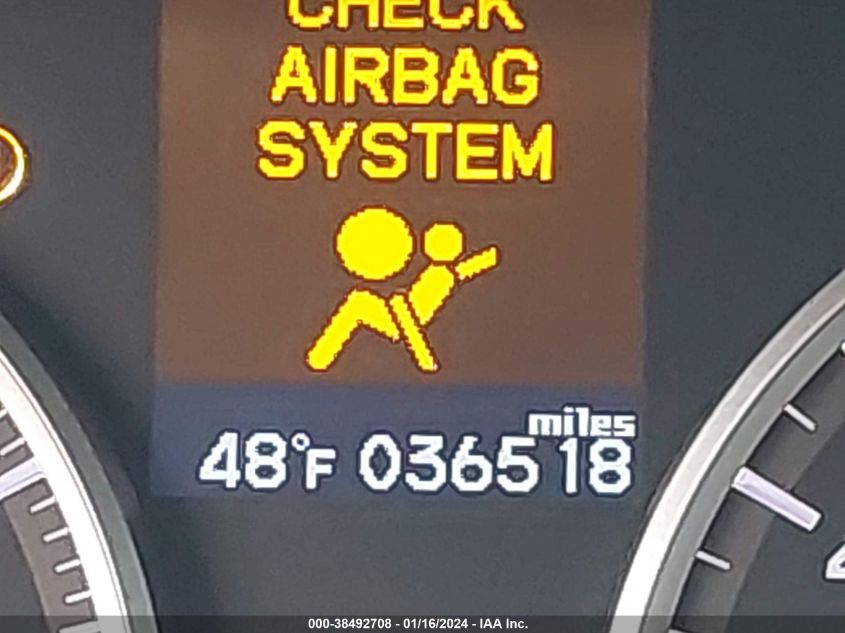 CHECK
AIRBAG
SYSTEM
miles
48°F 036518
000-38492708 - 01/16/2024 - IAA Inc.